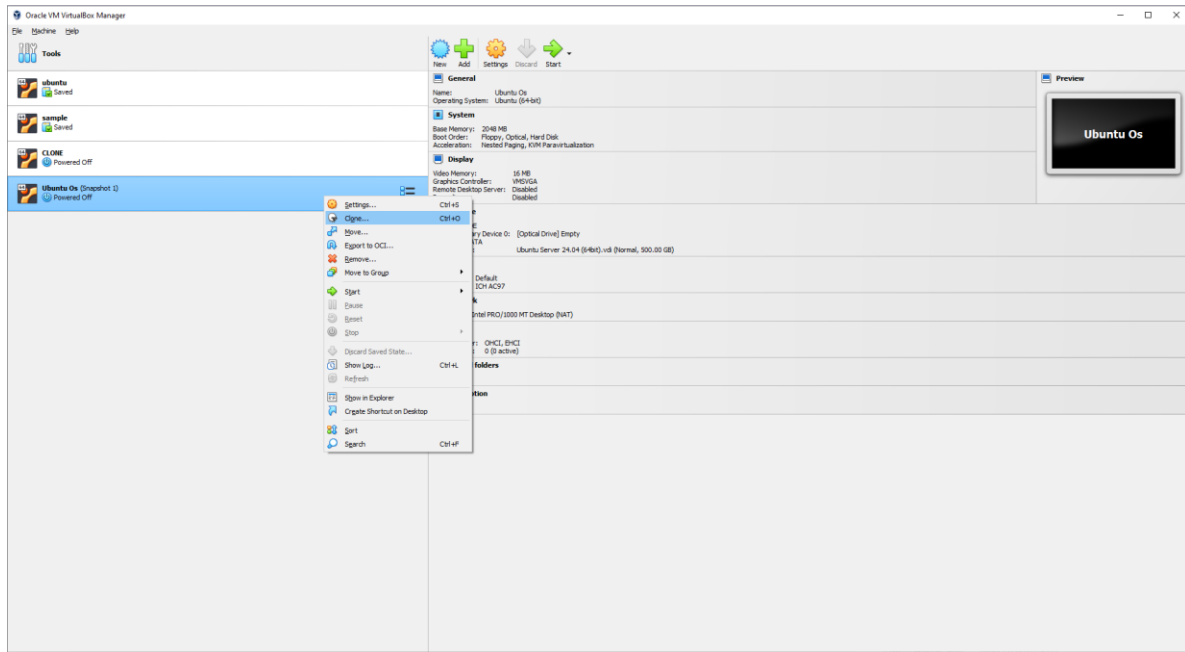 Oracle VM VirtualBox Manager
File Machine Help
Tools
ubuntu
Saved
sample
Saved
CLONE
Powered Off
Ubuntu Os (Snapshot 1)
Powered Off
Settings... Ctrl+S
Clone... Ctrl+O
Move...
Export to OCI...
Remove...
Move to Group
Start
Pause
Reset
Stop
Discard Saved State...
Show Log... Ctrl+L
Refresh
Show in Explorer
Create Shortcut on Desktop
Sort
Search Ctrl+F
New Add Settings Discard Start
General
Name: Ubuntu Os
Operating System: Ubuntu (64-bit)
System
Base Memory: 2048 MB
Boot Order: Floppy, Optical, Hard Disk
Acceleration: Nested Paging, KVM Paravirtualization
Display
Video Memory: 16 MB
Graphics Controller: VMSVGA
Remote Desktop Server: Disabled
Disabled
ry Device 0: [Optical Drive] Empty
TA
Ubuntu Server 24.04 (64bit).vdi (Normal, 500.00 GB)
Default
ICH AC97
k
Intel PRO/1000 MT Desktop (NAT)
OHCI, EHCI
0 (0 active)
folders
tion
Preview
Ubuntu Os